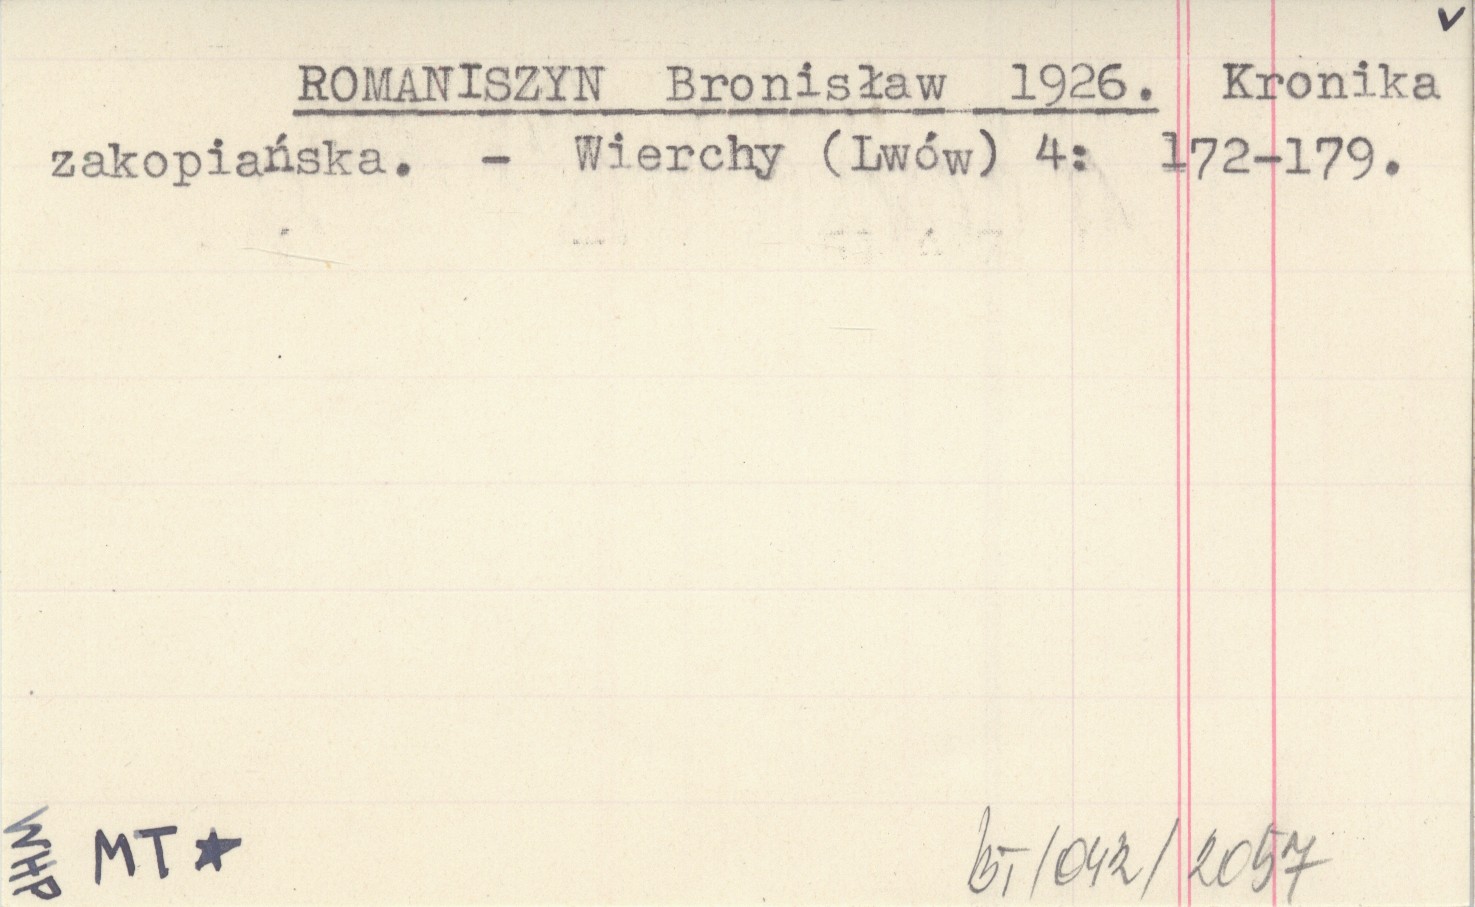 ROMANISZYN Bronisław 1926. Kronika
zakopiańska. - Wierchy (Lwów) 4: 172-179.
WHP
MT ★
BT/042/2057